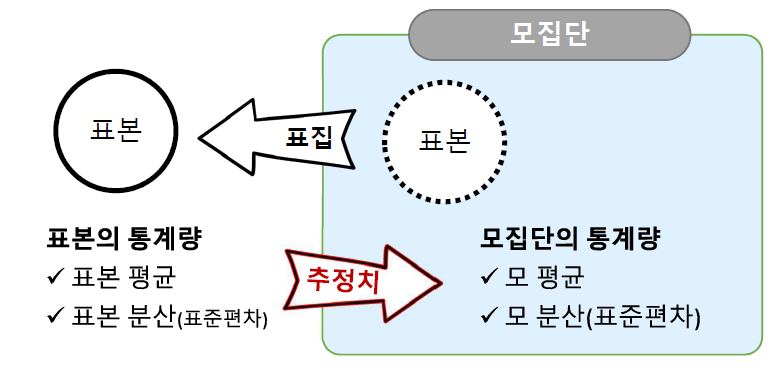 모집단
표본
표집
표본
표본의 통계량
✓ 표본 평균
✓ 표본 분산(표준편차)
추정치
모집단의 통계량
✓ 모 평균
✓ 모 분산(표준편차)